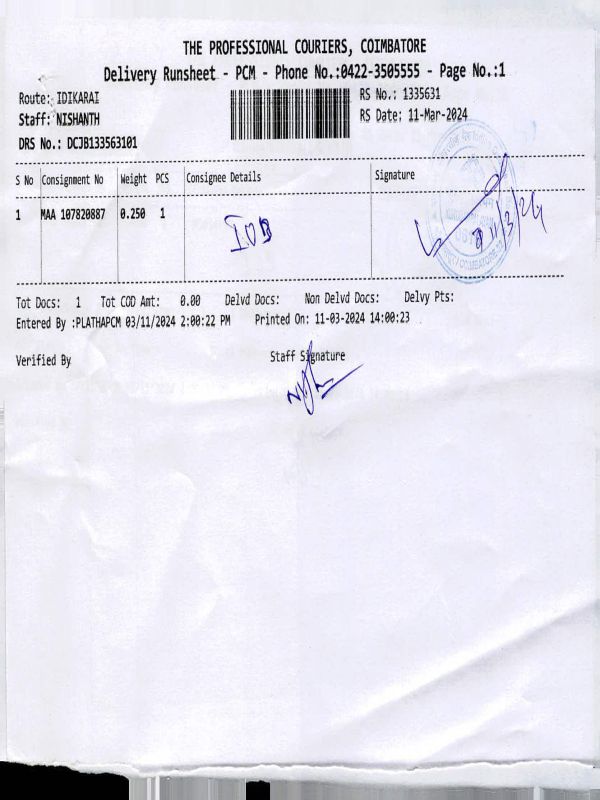 THE PROFESSIONAL COURIERS, COIMBATORE
Delivery Runsheet - PCM - Phone No.:0422-3505555 - Page No.:1
Route: IDIKARAI
RS No.: 1335631
Staff: NISHANTH
RS Date: 11-Mar-2024
DRS No.: DCJB133563101
S No Consignment No Weight PCS Consignee Details Signature
1 MAA 107820887 0.250 1 IOB
11/3/24
Tot Docs: 1 Tot COD Amt: 0.00 Delvd Docs: Non Delvd Docs: Delvy Pts:
Entered By :PLATHAPCM 03/11/2024 2:00:22 PM Printed On: 11-03-2024 14:00:23
Verified By Staff Signature